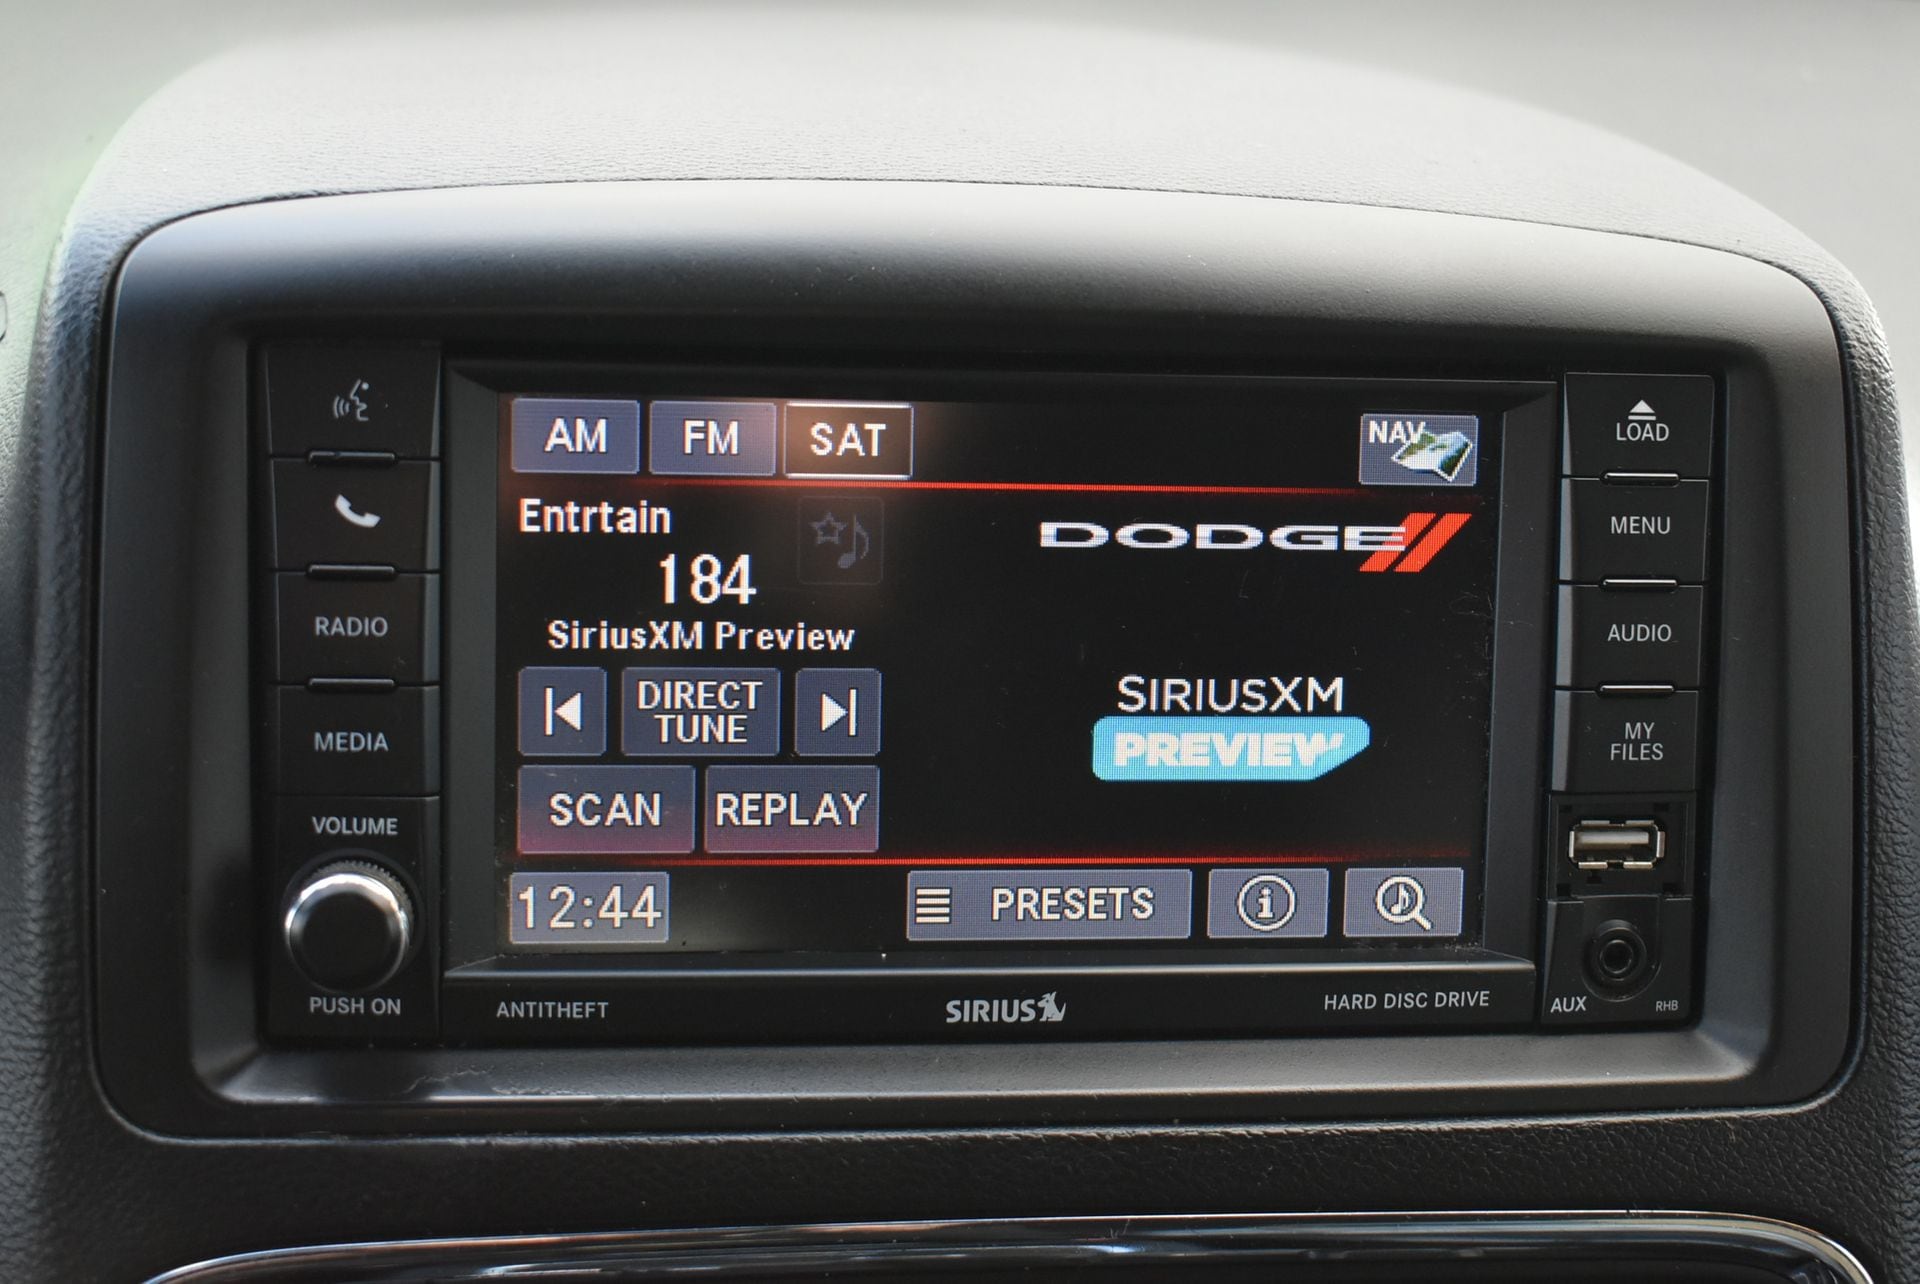 AM FM SAT
NAV
Entrtain
184
SiriusXM Preview
DIRECT
TUNE
SCAN REPLAY
12:44
PRESETS
DODGE
SIRIUSXM
PREVIEW
RADIO
MEDIA
VOLUME
PUSH ON
LOAD
MENU
AUDIO
MY
FILES
AUX
RHB
ANTITHEFT
SIRIUS
HARD DISC DRIVE